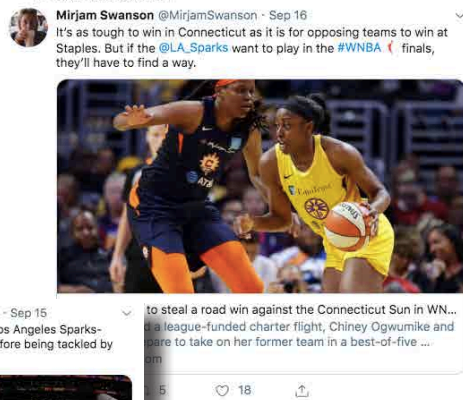 Mirjam Swanson @MirjamSwanson · Sep 16
It's as tough to win in Connecticut as it is for opposing teams to win at
Staples. But if the @LA_Sparks want to play in the #WNBA finals,
they'll have to find a way.
SUN
AT&T
EquiTrust
to steal a road win against the Connecticut Sun in WN...
a league-funded charter flight, Chiney Ogwumike and
pare to take on her former team in a best-of-five ...
om
- Sep 15
os Angeles Sparks-
fore being tackled by
5
18